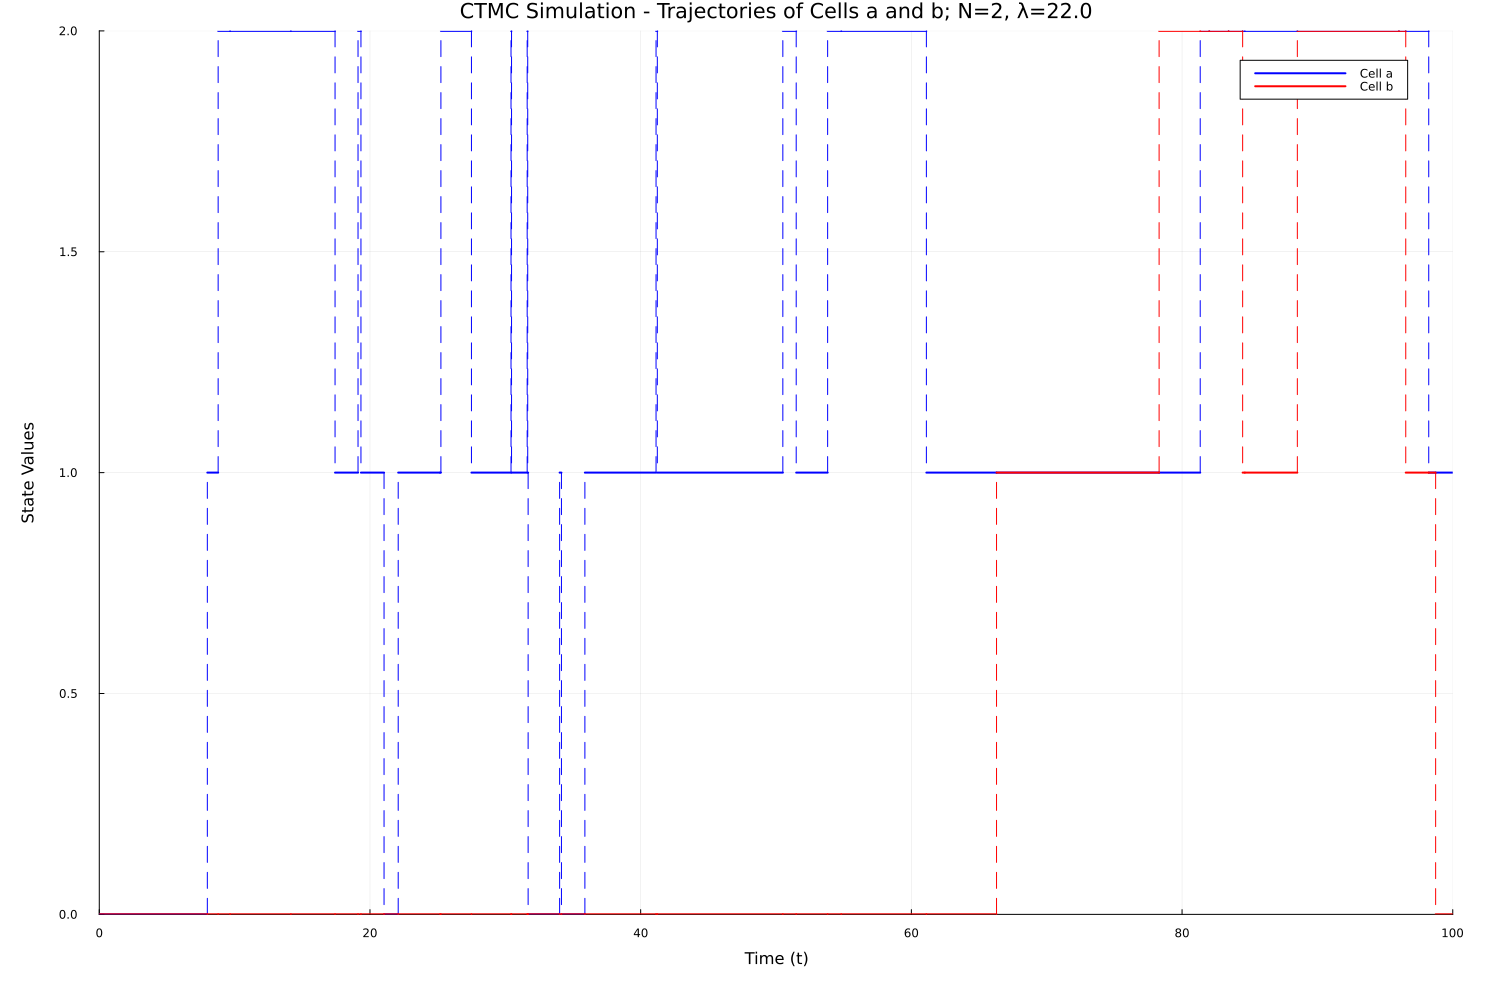 CTMC Simulation - Trajectories of Cells a and b; N=2, λ=22.0
2.0
Cell a
Cell b
1.5
1.0
State Values
0.5
0.0
0 20 40 60 80 100
Time (t)